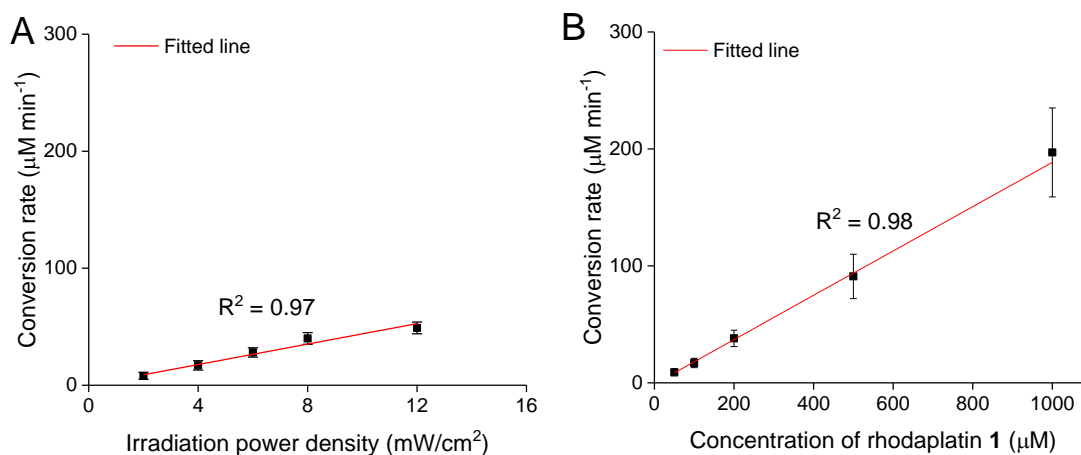 A
Fitted line
300
200
100
0
Conversion rate (μM min⁻¹)
R² = 0.97
0 4 8 12 16
Irradiation power density (mW/cm²)
B
Fitted line
300
200
100
0
Conversion rate (μM min⁻¹)
R² = 0.98
0 200 400 600 800 1000
Concentration of rhodaplatin 1 (μM)